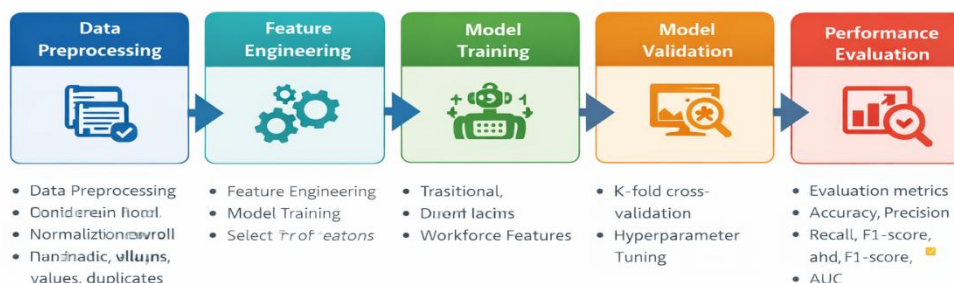 Data
Preprocessing
Feature
Engineering
Model
Training
Model
Validation
Performance
Evaluation
• Data Preprocessing
•
•
•
values, duplicates
• Feature Engineering
• Model Training
• Select
• Trasitional,
•
• Workforce Features
• K-fold cross-
validation
• Hyperparameter
Tuning
• Evaluation metrics
• Accuracy, Precision
• Recall, F1-score,
ahd, F1-score,
• AUC